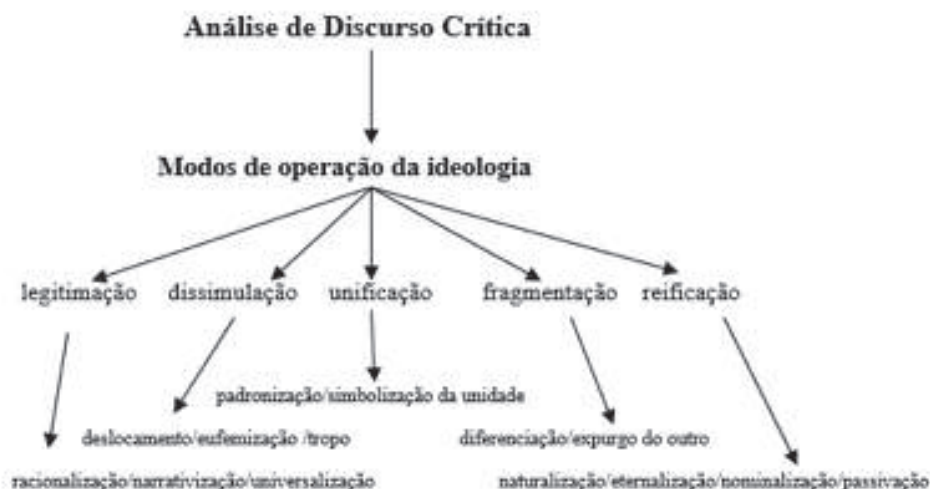 Análise de Discurso Crítica
Modos de operação da ideologia
legitimação dissimulação unificação fragmentação reificação
padronização/simbolização da unidade
deslocamento/eufemização /tropo diferenciação/expurgo do outro
racionalização/narrativização/universalização naturalização/eternalização/nominalização/passivação